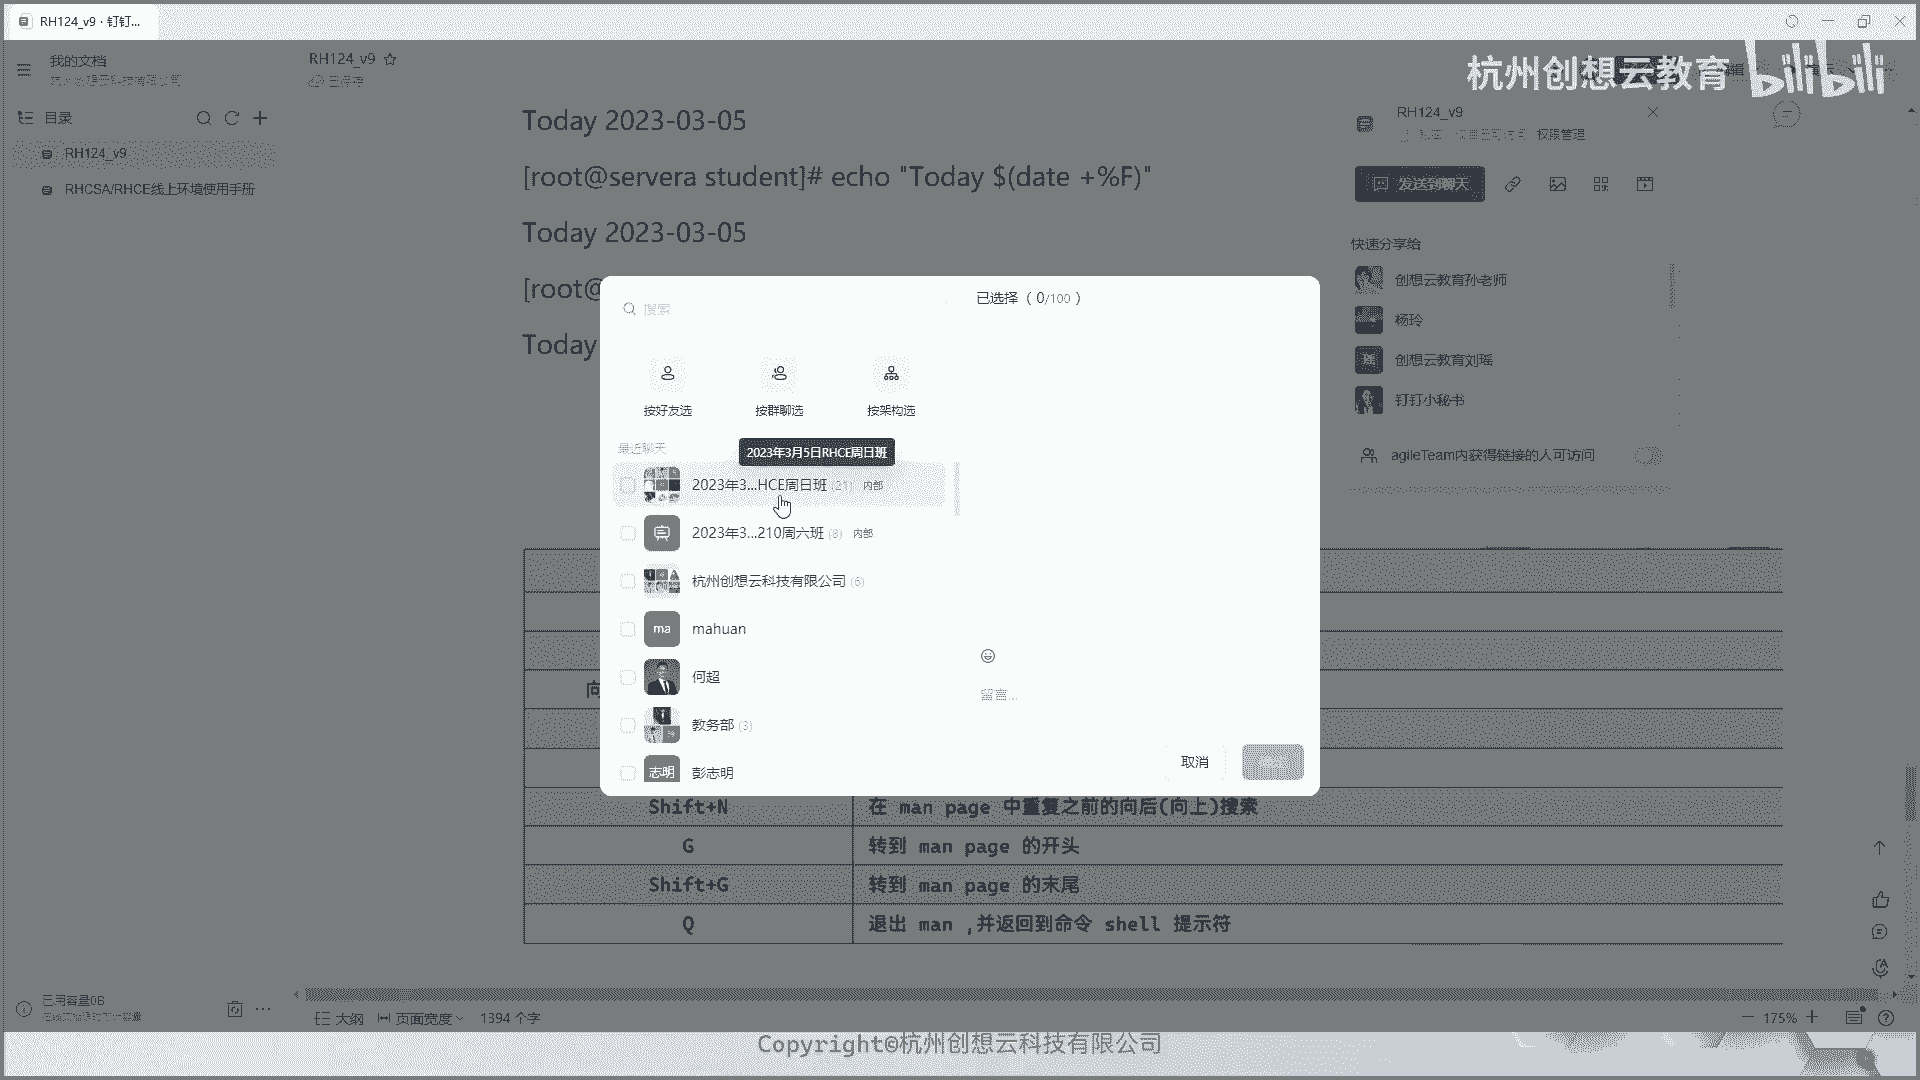 RH124_v9 · 钉钉...
我的文档
RH124_v9
已保存
杭州创想云教育 bilibili
目录
RH124_v9
RHCSA/RHCE线上环境使用手册
Today 2023-03-05
[root@servera student]# echo "Today $(date +%F)"
Today 2023-03-05
[root@
Today
RH124_v9
权限管理
发送到聊天
快速分享给
创想云教育孙老师
杨玲
创想云教育刘瑶
钉钉小秘书
agileTeam内获得链接的人可访问
搜索
已选择（ 0/100 ）
按好友选
按群聊选
按架构选
最近聊天
2023年3月5日RHCE周日班
2023年3...HCE周日班 (21) 内部
2023年3...210周六班 (8) 内部
杭州创想云科技有限公司 (6)
ma mahuan
何超
教务部 (3)
志明 彭志明
留言...
取消
向
Shift+N 在 man page 中重复之前的向后(向上)搜索
G 转到 man page 的开头
Shift+G 转到 man page 的末尾
Q 退出 man ,并返回到命令 shell 提示符
已用容量0B
大纲 页面宽度 1394 个字
175%
Copyright©杭州创想云科技有限公司